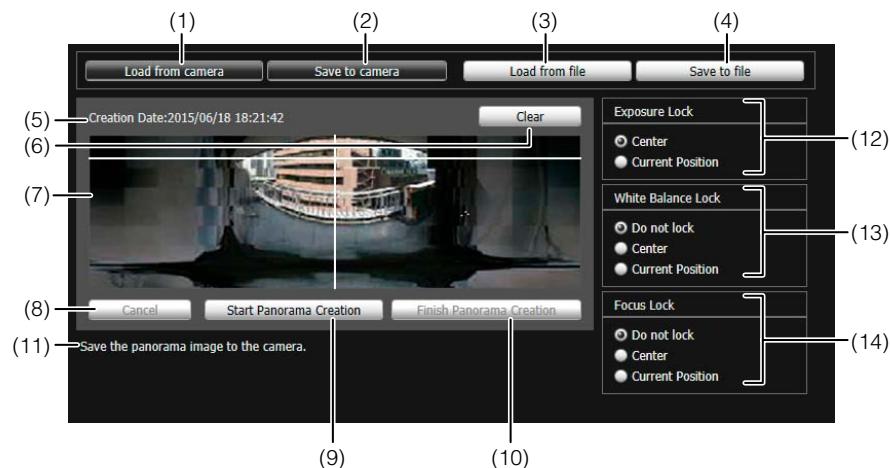 (1) (2) (3) (4)
Load from camera Save to camera Load from file Save to file
(5) Creation Date:2015/06/18 18:21:42 Clear
(6)
(7)
Exposure Lock
Center
Current Position
(12)
White Balance Lock
Do not lock
Center
Current Position
(13)
(8) Cancel Start Panorama Creation Finish Panorama Creation
Focus Lock
Do not lock
Center
Current Position
(14)
(11) Save the panorama image to the camera.
(9) (10)